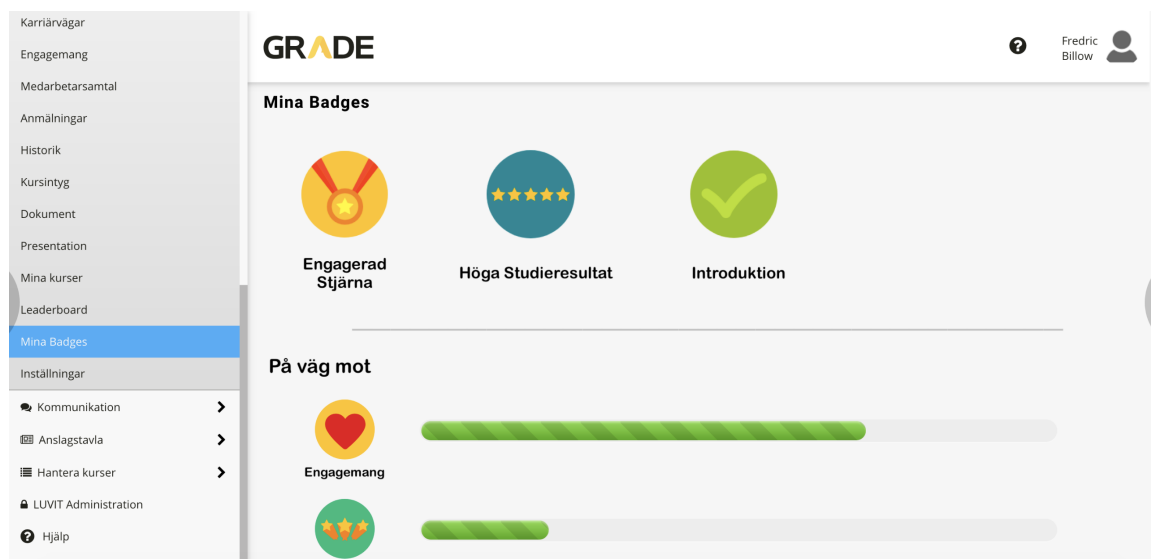 Karriärvägar
Engagemang
Medarbetarsamtal
Anmälningar
Historik
Kursintyg
Dokument
Presentation
Mina kurser
Leaderboard
Mina Badges
Inställningar
Kommunikation
Anslagstavla
Hantera kurser
LUVIT Administration
Hjälp
GRADE
Fredric
Billow
Mina Badges
Engagerad
Stjärna
Höga Studieresultat
Introduktion
På väg mot
Engagemang